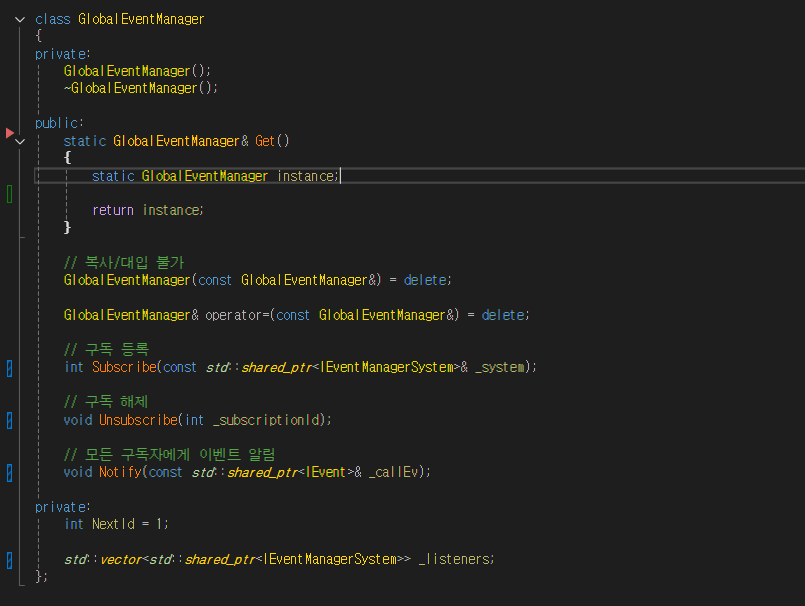 class GlobalEventManager
{
private:
GlobalEventManager();
~GlobalEventManager();
public:
static GlobalEventManager& Get()
{
static GlobalEventManager instance;
return instance;
}
// 복사/대입 불가
GlobalEventManager(const GlobalEventManager&) = delete;
GlobalEventManager& operator=(const GlobalEventManager&) = delete;
// 구독 등록
int Subscribe(const std::shared_ptr<IEventManagerSystem>& _system);
// 구독 해제
void Unsubscribe(int _subscriptionId);
// 모든 구독자에게 이벤트 알림
void Notify(const std::shared_ptr<IEvent>& _callEv);
private:
int NextId = 1;
std::vector<std::shared_ptr<IEventManagerSystem>> _listeners;
};